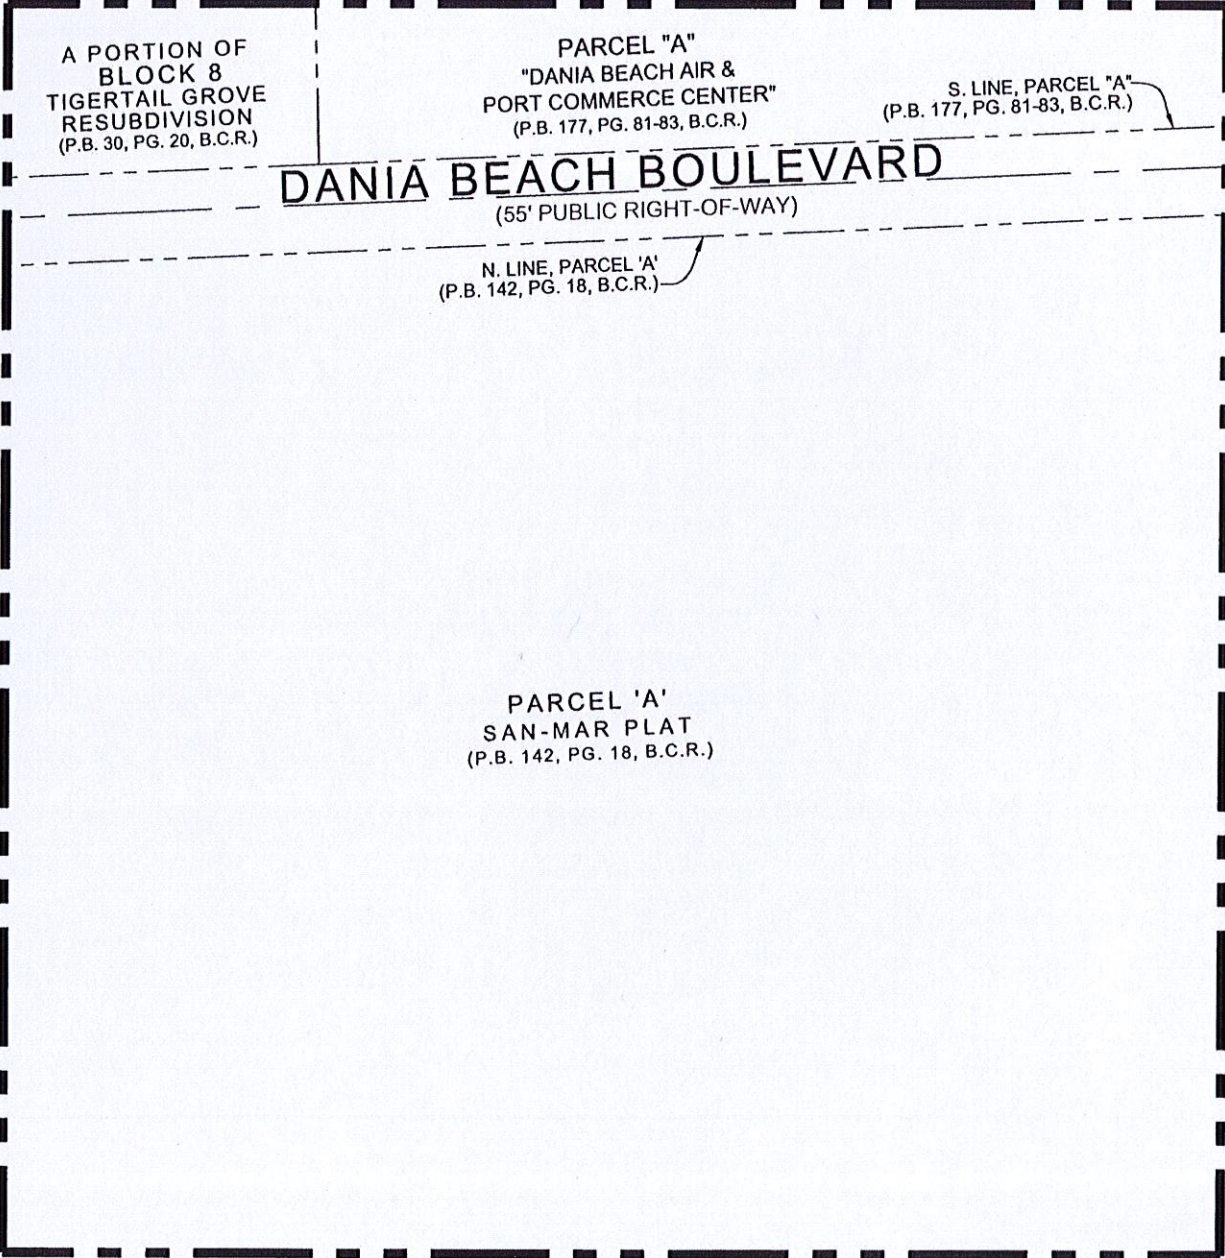 A PORTION OF
BLOCK 8
TIGERTAIL GROVE
RESUBDIVISION
(P.B. 30, PG. 20, B.C.R.)
PARCEL "A"
"DANIA BEACH AIR &
PORT COMMERCE CENTER"
(P.B. 177, PG. 81-83, B.C.R.)
S. LINE, PARCEL "A"
(P.B. 177, PG. 81-83, B.C.R.)
DANIA BEACH BOULEVARD
(55' PUBLIC RIGHT-OF-WAY)
N. LINE, PARCEL 'A'
(P.B. 142, PG. 18, B.C.R.)
PARCEL 'A'
SAN-MAR PLAT
(P.B. 142, PG. 18, B.C.R.)